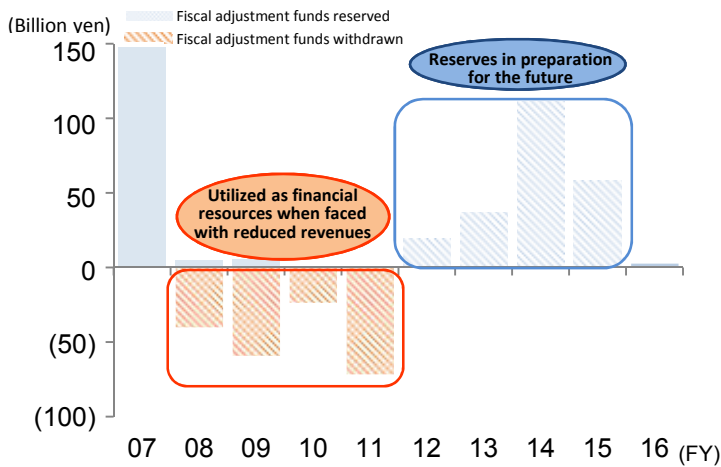 (Billion yen)
Fiscal adjustment funds reserved
Fiscal adjustment funds withdrawn
150
100
50
0
(50)
(100)
Reserves in preparation
for the future
Utilized as financial
resources when faced
with reduced revenues
07 08 09 10 11 12 13 14 15 16 (FY)